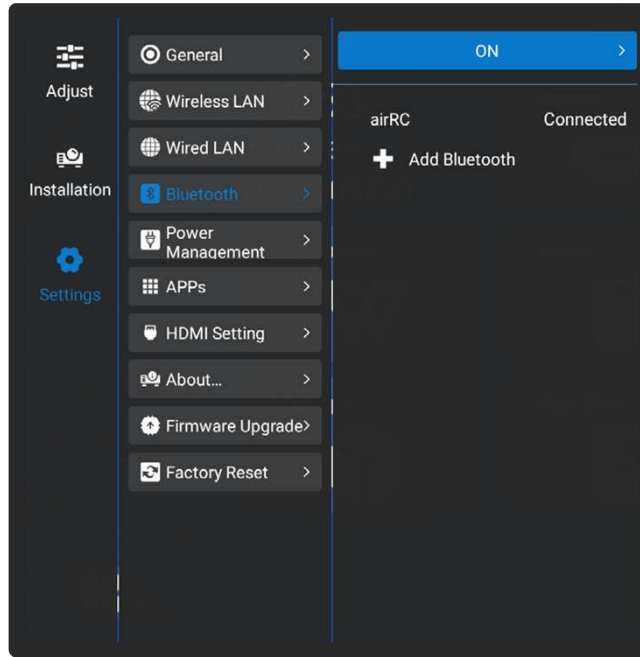 Adjust
Installation
Settings
General
Wireless LAN
Wired LAN
Bluetooth
Power
Management
APPs
HDMI Setting
About...
Firmware Upgrade
Factory Reset
ON
airRC Connected
Add Bluetooth